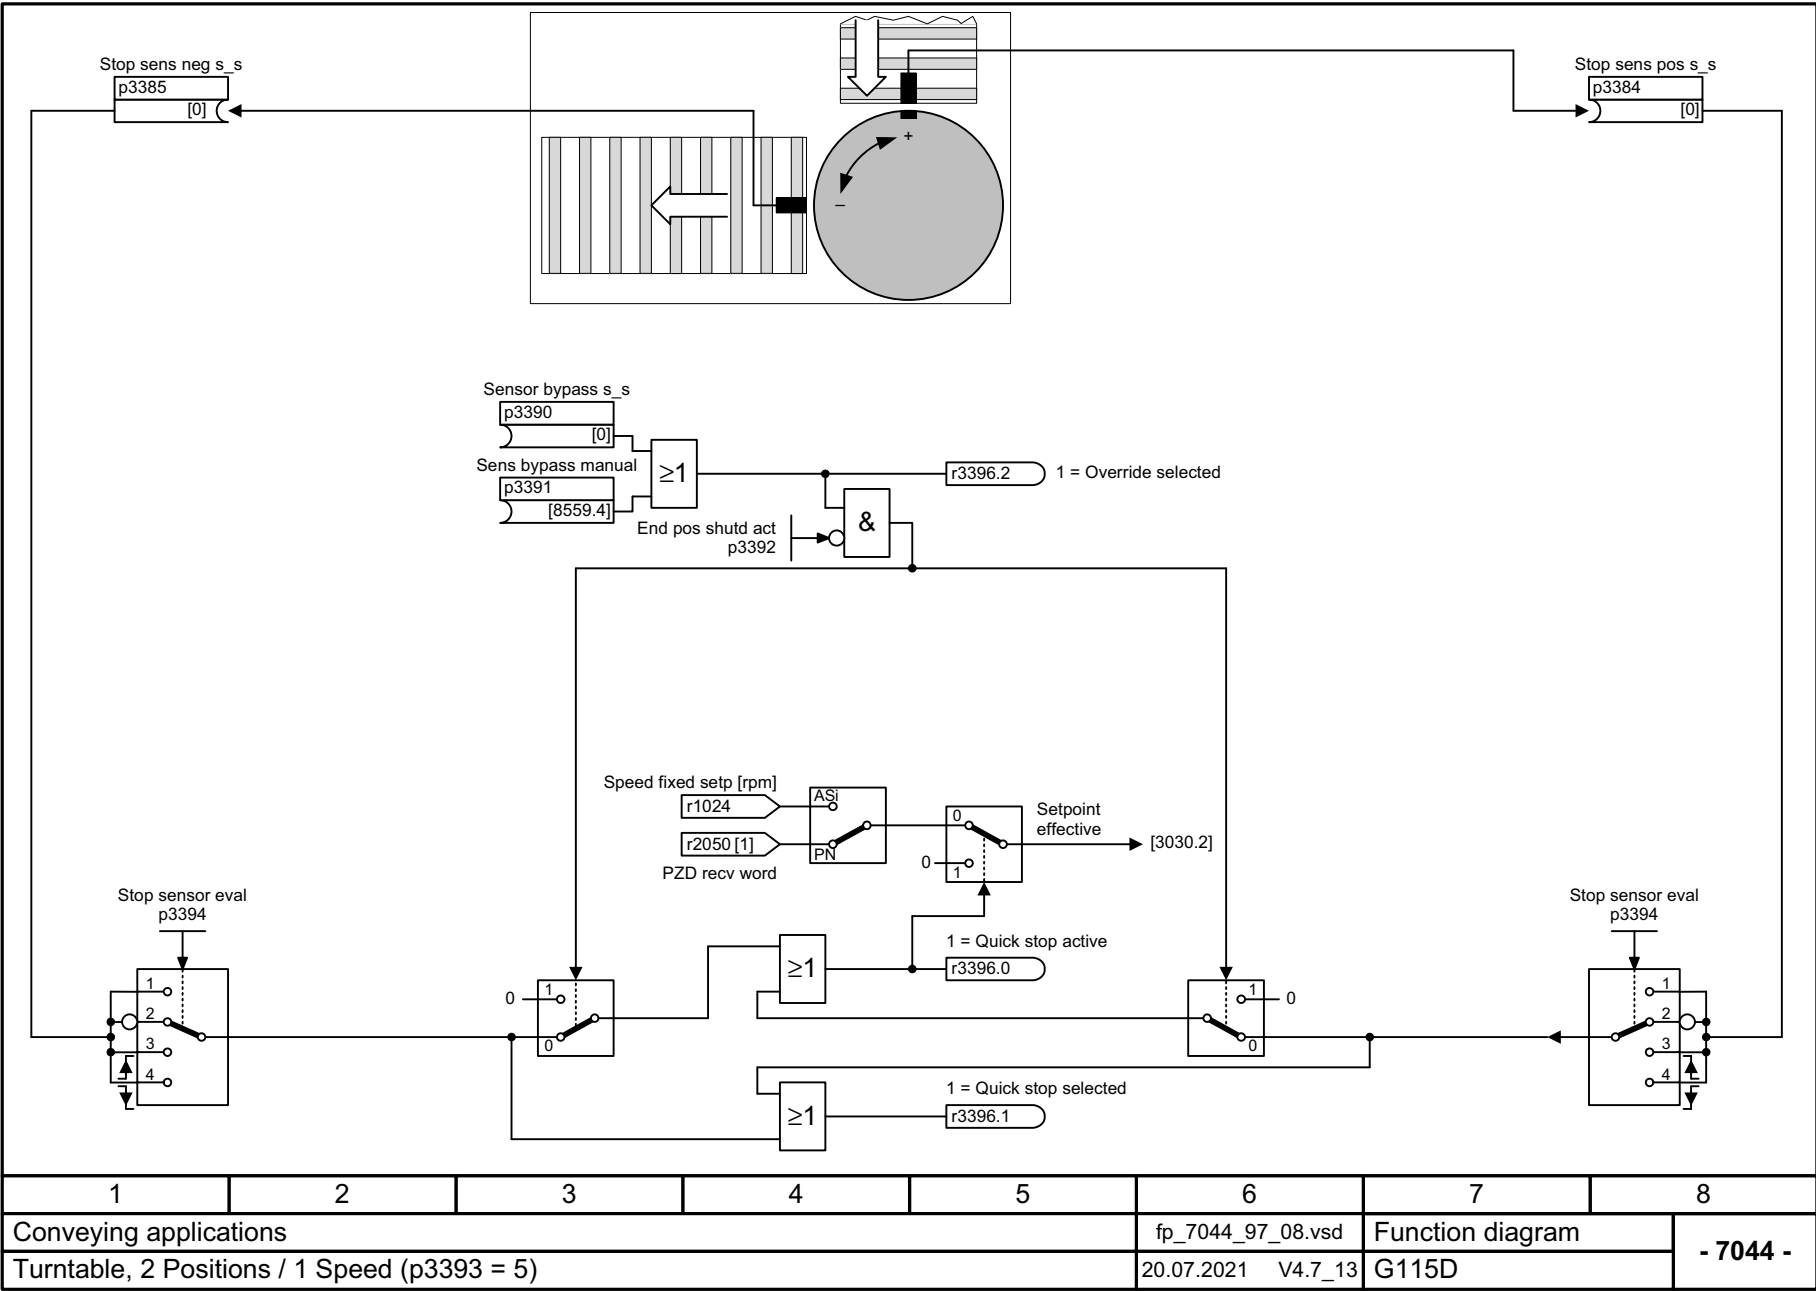 Stop sens neg s_s
p3385
[0]
Stop sens pos s_s
p3384
[0]
+
–
Sensor bypass s_s
p3390
[0]
Sens bypass manual
p3391
[8559.4]
≥1
r3396.2
1 = Override selected
&
End pos shutd act
p3392
Speed fixed setp [rpm]
r1024
ASi
r2050 [1]
PN
PZD recv word
0
0
1
Setpoint
effective
[3030.2]
Stop sensor eval
p3394
1
2
3
4
0
1
0
≥1
1 = Quick stop active
r3396.0
1
0
0
≥1
1 = Quick stop selected
r3396.1
Stop sensor eval
p3394
1
2
3
4
1 2 3 4 5 6 7 8
Conveying applications
fp_7044_97_08.vsd
Function diagram
- 7044 -
Turntable, 2 Positions / 1 Speed (p3393 = 5)
20.07.2021 V4.7_13
G115D